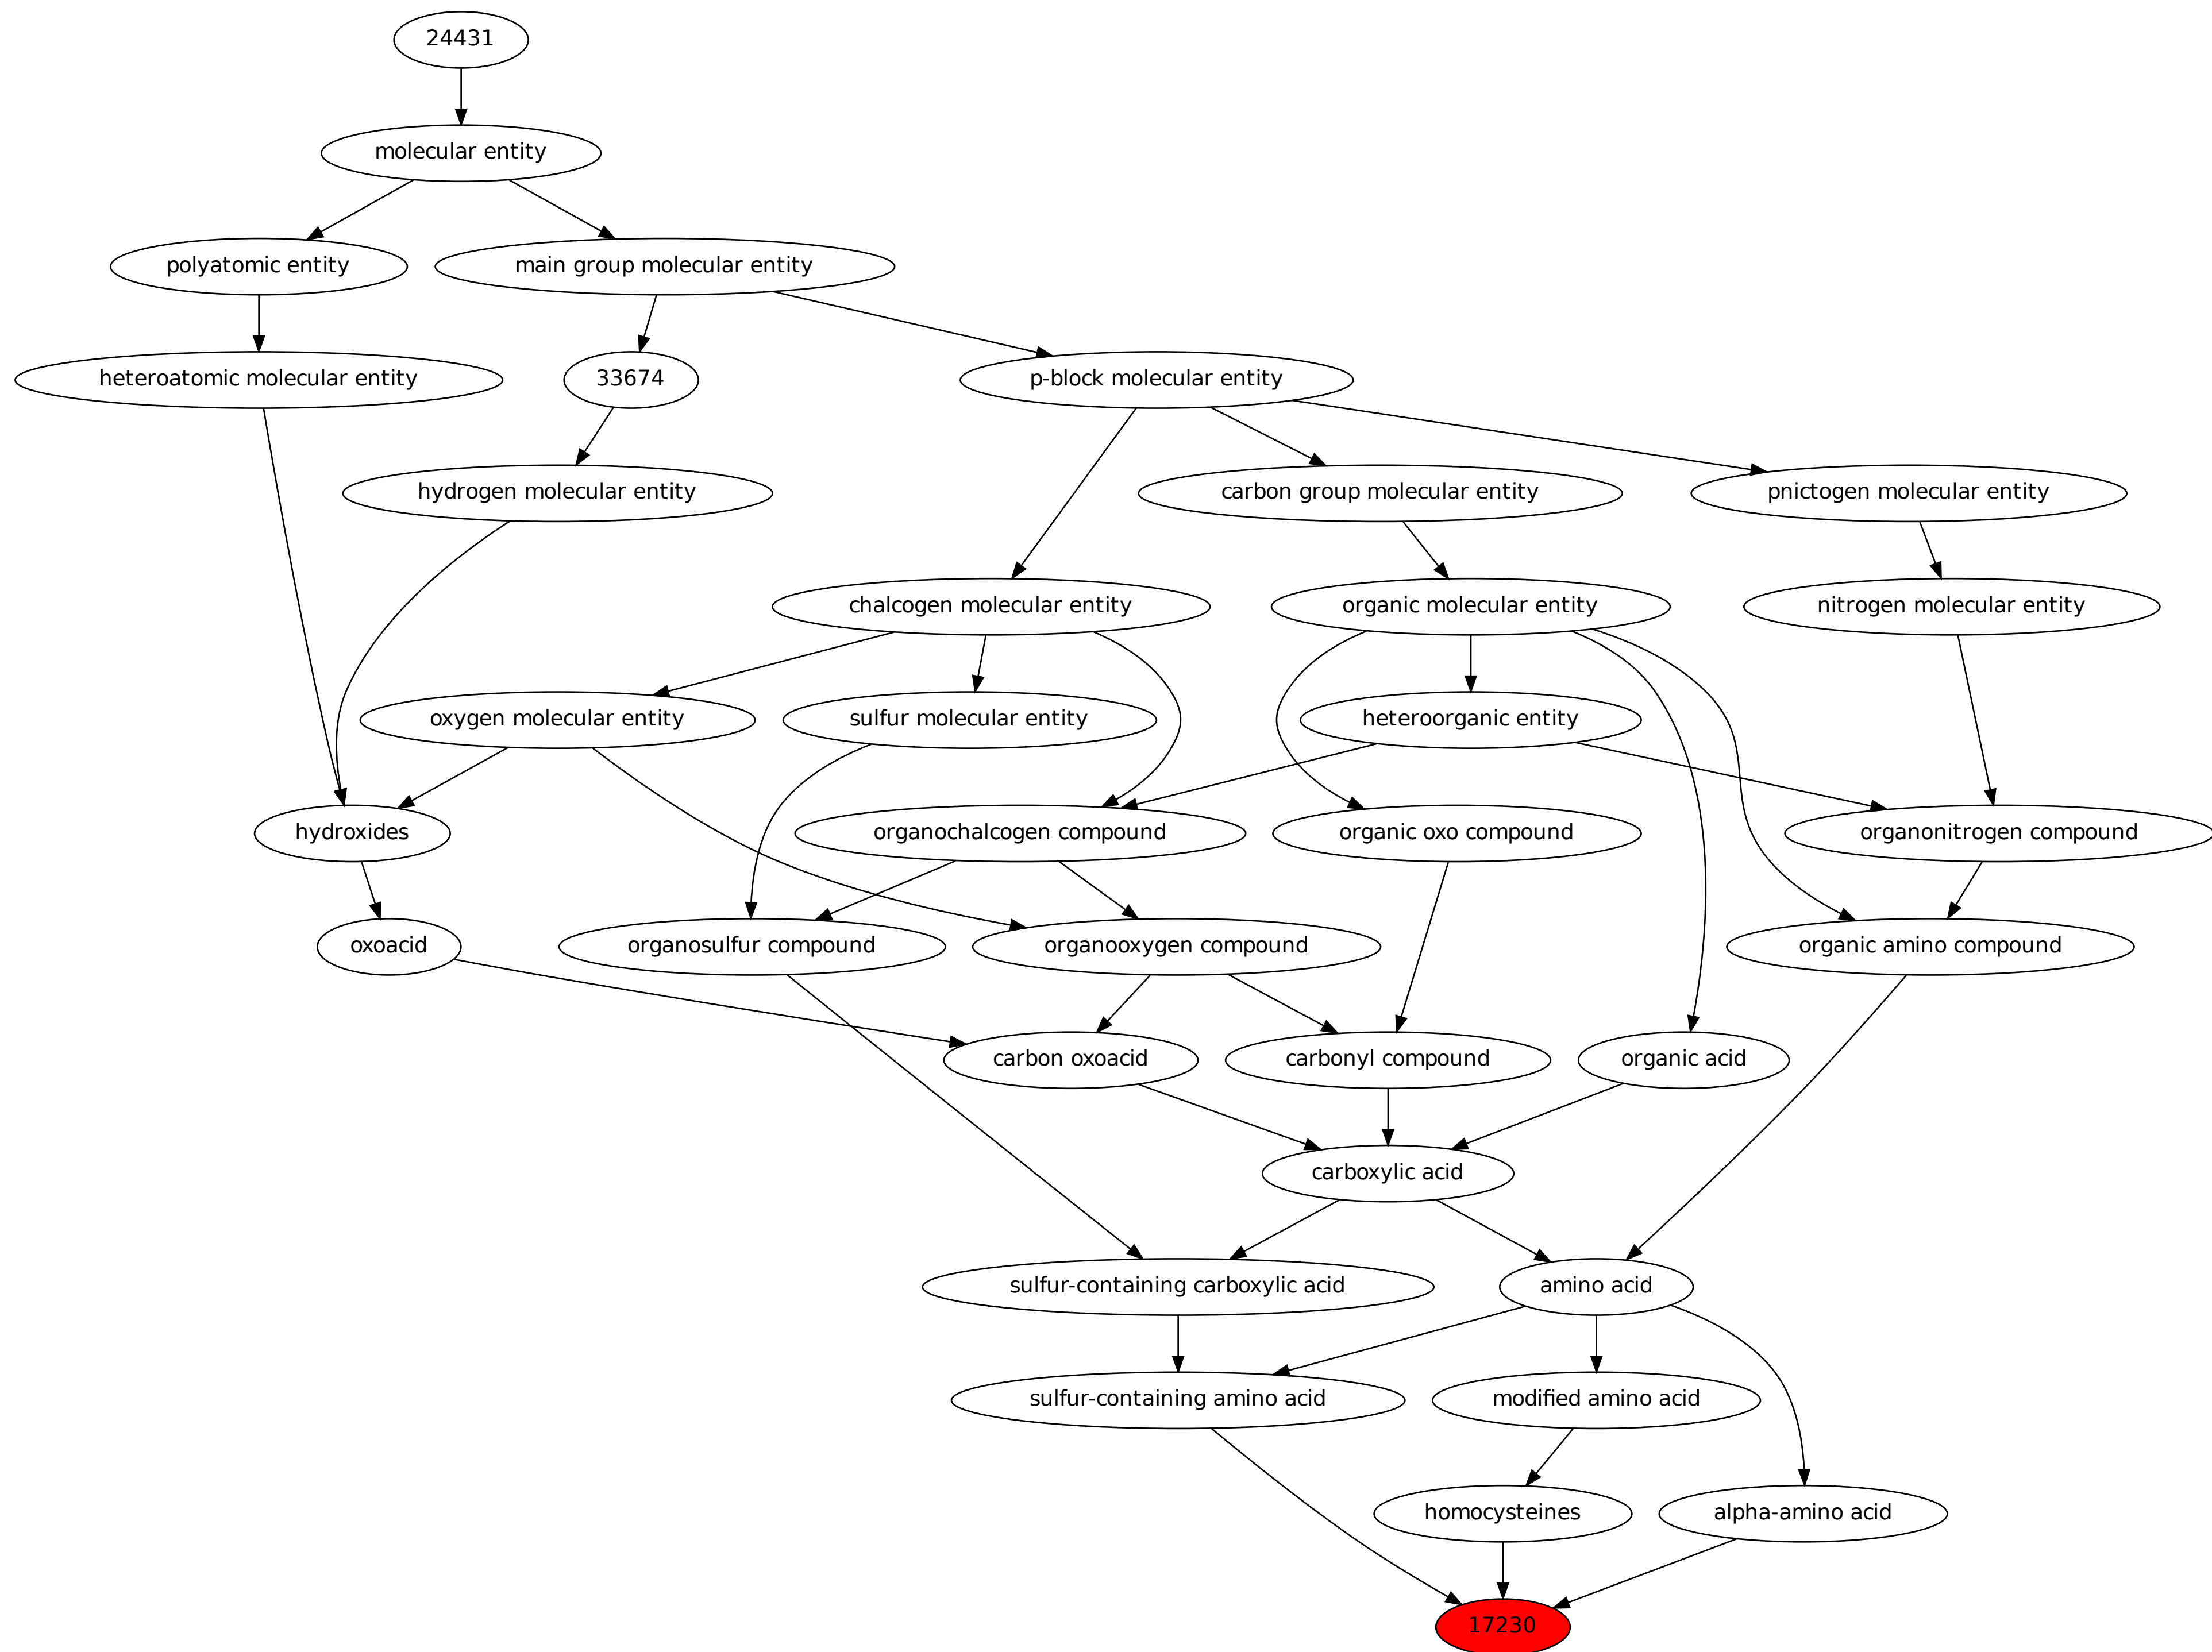 24431
molecular entity
polyatomic entity
main group molecular entity
heteroatomic molecular entity
33674
p-block molecular entity
hydrogen molecular entity
carbon group molecular entity
pnictogen molecular entity
chalcogen molecular entity
organic molecular entity
nitrogen molecular entity
oxygen molecular entity
sulfur molecular entity
heteroorganic entity
hydroxides
organochalcogen compound
organic oxo compound
organonitrogen compound
oxoacid
organosulfur compound
organooxygen compound
organic amino compound
carbon oxoacid
carbonyl compound
organic acid
carboxylic acid
sulfur-containing carboxylic acid
amino acid
sulfur-containing amino acid
modified amino acid
homocysteines
alpha-amino acid
17230